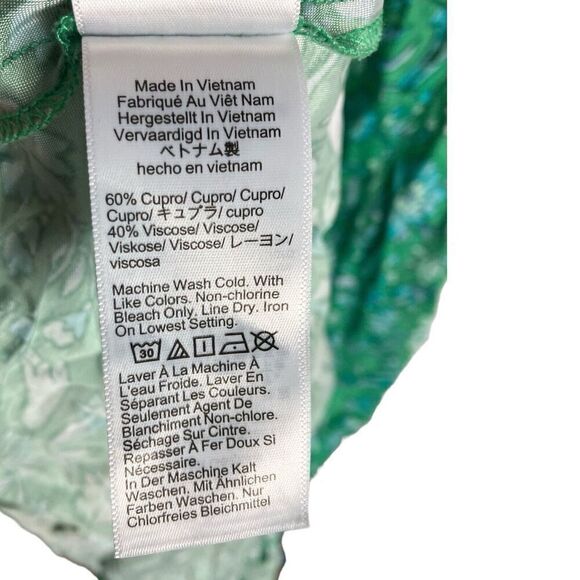 Made In Vietnam
Fabriqué Au Viêt Nam
Hergestellt In Vietnam
Vervaardigd In Vietnam
ベトナム製
hecho en vietnam
60% Cupro/ Cupro/ Cupro/
Cupro/ キュプラ/ cupro
40% Viscose/ Viscose/
Viskose/ Viscose/ レーヨン/
viscosa
Machine Wash Cold. With
Like Colors. Non-chlorine
Bleach Only. Line Dry. Iron
On Lowest Setting.
30
Laver À La Machine À
L'eau Froide. Laver En
Séparant Les Couleurs.
Seulement Agent De
Blanchiment Non-chlore.
Séchage Sur Cintre.
Repasser À Fer Doux Si
Nécessaire.
In Der Maschine Kalt
Waschen. Mit Ähnlichen
Farben Waschen. Nur
Chlorfreies Bleichmittel